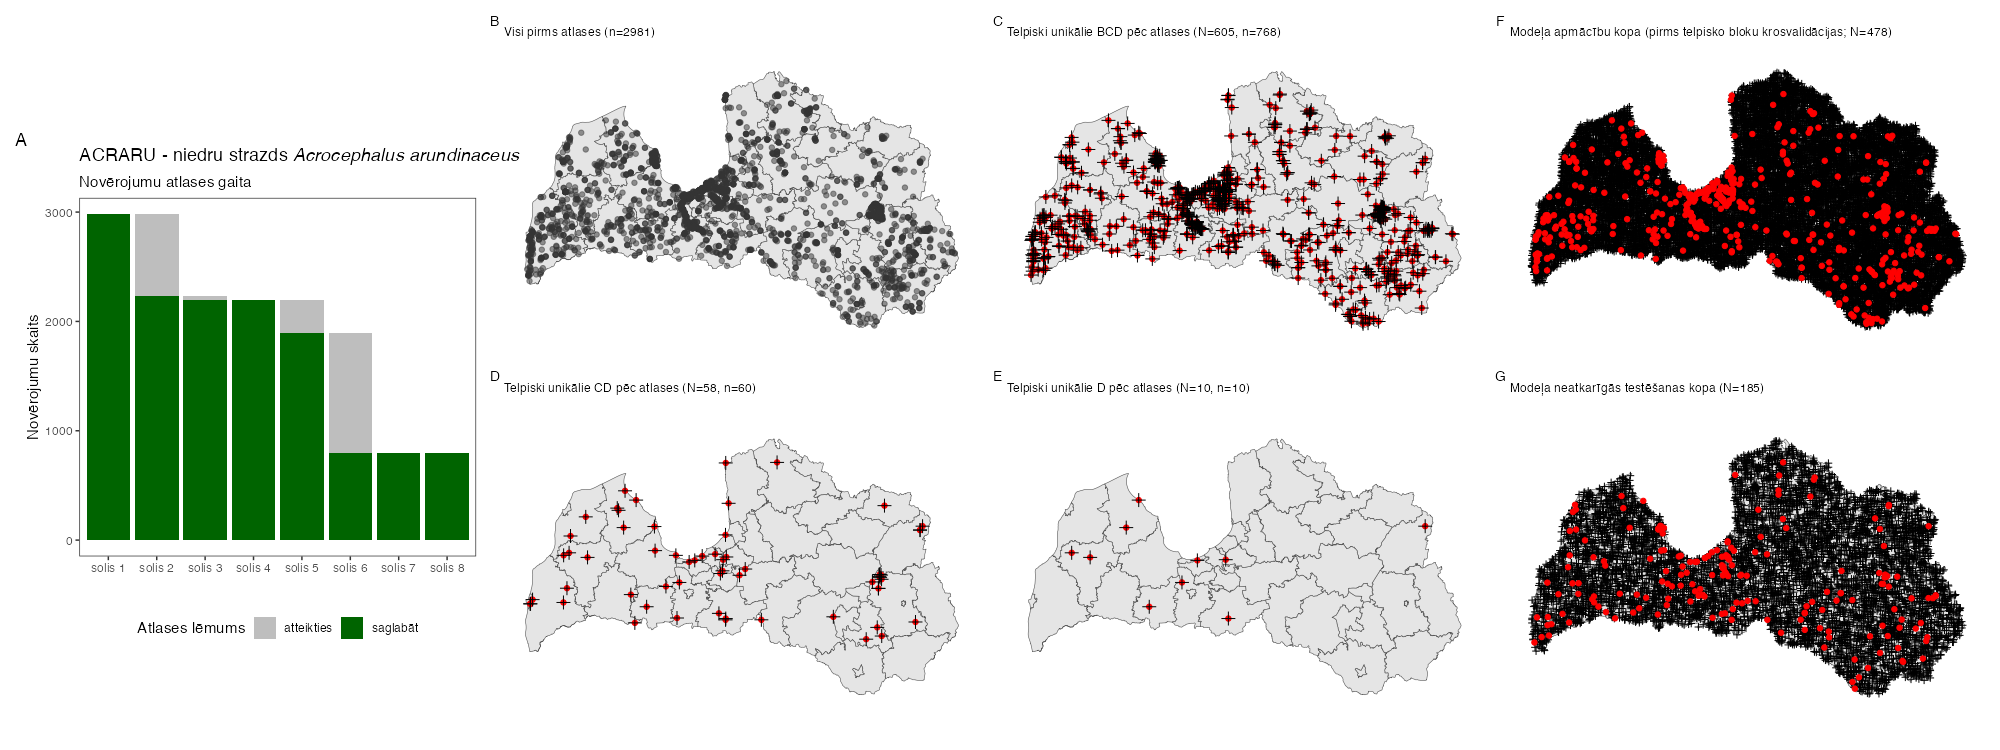 A
ACRARU - niedru strazds Acrocephalus arundinaceus
Novērojumu atlases gaita
Novērojumu skaits
3000
2000
1000
0
solis 1 solis 2 solis 3 solis 4 solis 5 solis 6 solis 7 solis 8
Atlases lēmums atteikties saglabāt
B
Visi pirms atlases (n=2981)
C
Telpiski unikālie BCD pēc atlases (N=605, n=768)
F
Modeļa apmācību kopa (pirms telpisko bloku krosvalidācijas; N=478)
D
Telpiski unikālie CD pēc atlases (N=58, n=60)
E
Telpiski unikālie D pēc atlases (N=10, n=10)
G
Modeļa neatkarīgās testēšanas kopa (N=185)